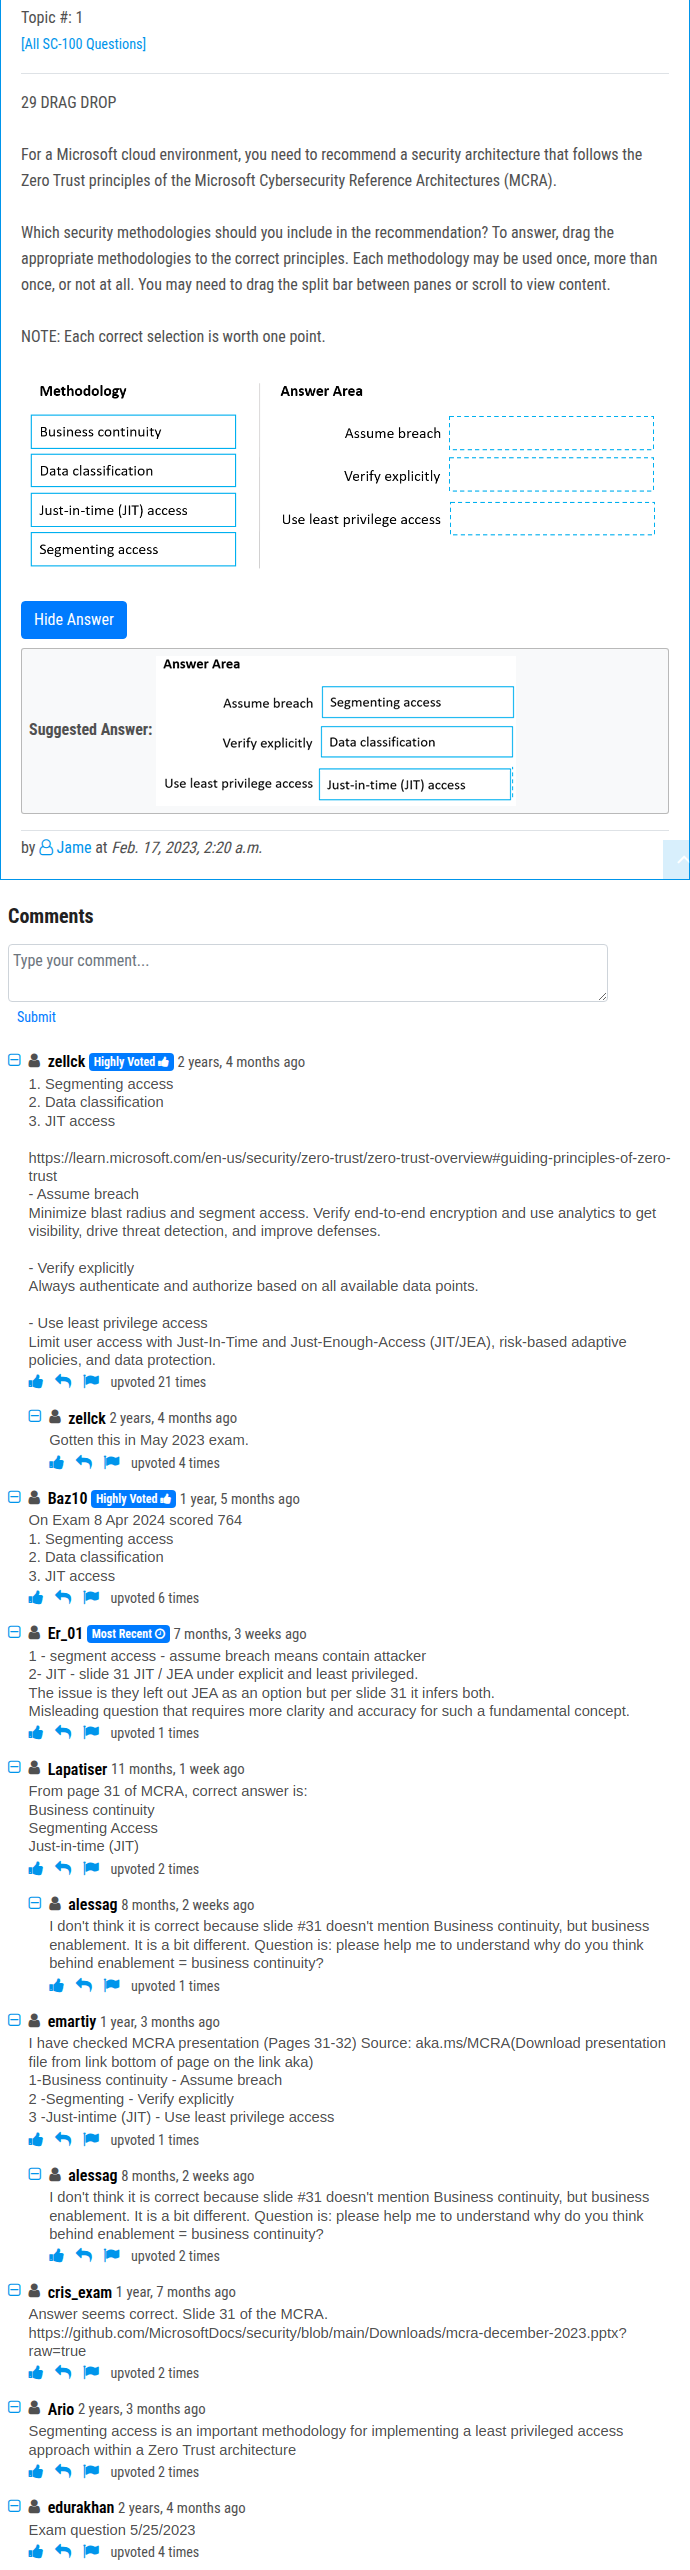 Topic #: 1
[All SC-100 Questions]
29 DRAG DROP
For a Microsoft cloud environment, you need to recommend a security architecture that follows the
Zero Trust principles of the Microsoft Cybersecurity Reference Architectures (MCRA).
Which security methodologies should you include in the recommendation? To answer, drag the
appropriate methodologies to the correct principles. Each methodology may be used once, more than
once, or not at all. You may need to drag the split bar between panes or scroll to view content.
NOTE: Each correct selection is worth one point.
Methodology
Business continuity
Data classification
Just-in-time (JIT) access
Segmenting access
Answer Area
Assume breach
Verify explicitly
Use least privilege access
Hide Answer
Suggested Answer:
Answer Area
Assume breach Segmenting access
Verify explicitly Data classification
Use least privilege access Just-in-time (JIT) access
by Jame at Feb. 17, 2023, 2:20 a.m.
Comments
Type your comment...
Submit
zellck Highly Voted 2 years, 4 months ago
1. Segmenting access
2. Data classification
3. JIT access
https://learn.microsoft.com/en-us/security/zero-trust/zero-trust-overview#guiding-principles-of-zero-
trust
- Assume breach
Minimize blast radius and segment access. Verify end-to-end encryption and use analytics to get
visibility, drive threat detection, and improve defenses.
- Verify explicitly
Always authenticate and authorize based on all available data points.
- Use least privilege access
Limit user access with Just-In-Time and Just-Enough-Access (JIT/JEA), risk-based adaptive
policies, and data protection.
upvoted 21 times
zellck 2 years, 4 months ago
Gotten this in May 2023 exam.
upvoted 4 times
Baz10 Highly Voted 1 year, 5 months ago
On Exam 8 Apr 2024 scored 764
1. Segmenting access
2. Data classification
3. JIT access
upvoted 6 times
Er_01 Most Recent 7 months, 3 weeks ago
1 - segment access - assume breach means contain attacker
2- JIT - slide 31 JIT / JEA under explicit and least privileged.
The issue is they left out JEA as an option but per slide 31 it infers both.
Misleading question that requires more clarity and accuracy for such a fundamental concept.
upvoted 1 times
Lapatiser 11 months, 1 week ago
From page 31 of MCRA, correct answer is:
Business continuity
Segmenting Access
Just-in-time (JIT)
upvoted 2 times
alessag 8 months, 2 weeks ago
I don't think it is correct because slide #31 doesn't mention Business continuity, but business
enablement. It is a bit different. Question is: please help me to understand why do you think
behind enablement = business continuity?
upvoted 1 times
emartiy 1 year, 3 months ago
I have checked MCRA presentation (Pages 31-32) Source: aka.ms/MCRA(Download presentation
file from link bottom of page on the link aka)
1-Business continuity - Assume breach
2 -Segmenting - Verify explicitly
3 -Just-intime (JIT) - Use least privilege access
upvoted 1 times
alessag 8 months, 2 weeks ago
I don't think it is correct because slide #31 doesn't mention Business continuity, but business
enablement. It is a bit different. Question is: please help me to understand why do you think
behind enablement = business continuity?
upvoted 2 times
cris_exam 1 year, 7 months ago
Answer seems correct. Slide 31 of the MCRA.
https://github.com/MicrosoftDocs/security/blob/main/Downloads/mcra-december-2023.pptx?
raw=true
upvoted 2 times
Ario 2 years, 3 months ago
Segmenting access is an important methodology for implementing a least privileged access
approach within a Zero Trust architecture
upvoted 2 times
edurakhan 2 years, 4 months ago
Exam question 5/25/2023
upvoted 4 times